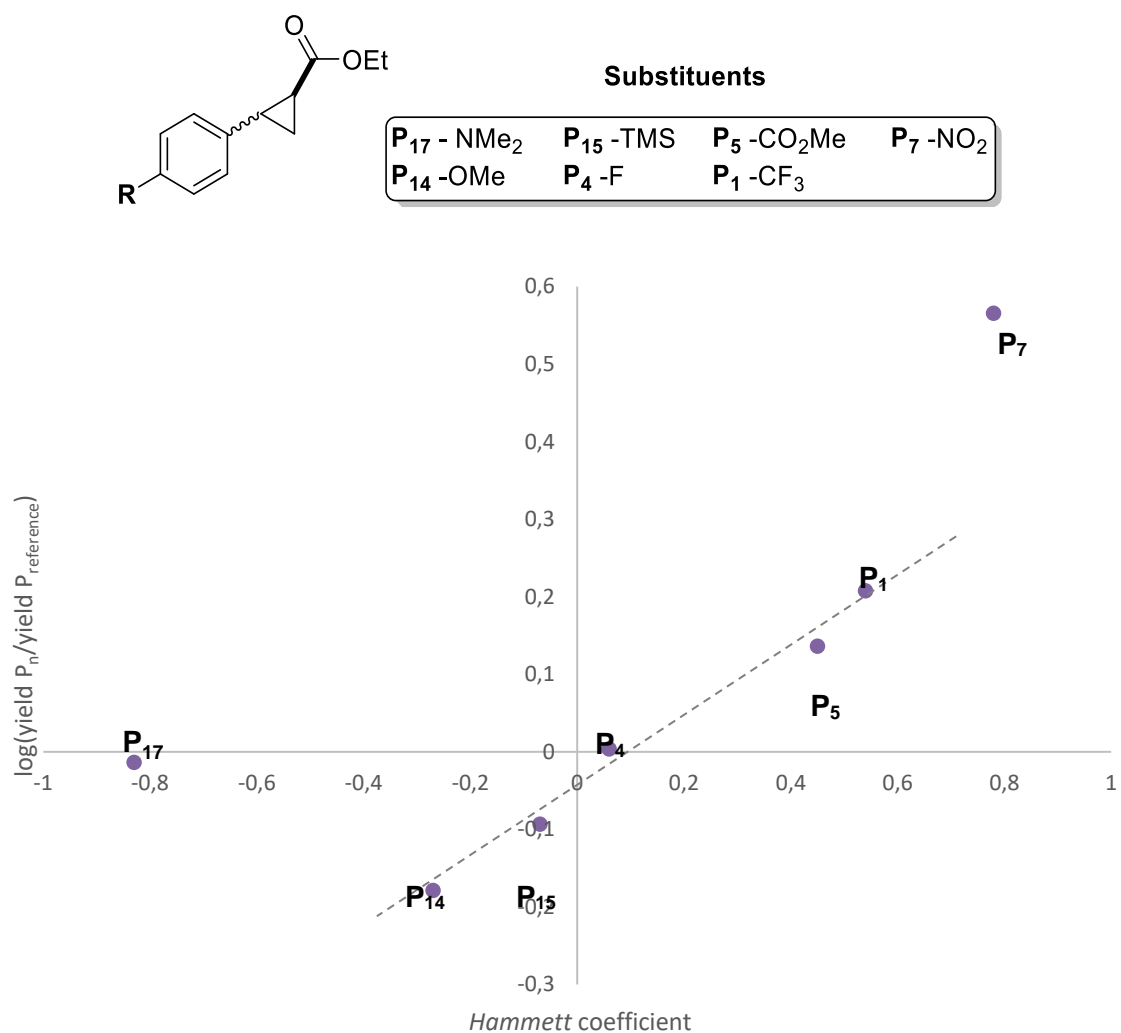 O
OEt
R
Substituents
P17 - NMe2 P15 -TMS P5 -CO2Me P7 -NO2
P14 -OMe P4 -F P1 -CF3
0,6
P7
0,5
0,4
0,3
P1
0,2
0,1
P5
P17
P4
0
-1 -0,8 -0,6 -0,4 -0,2 0 0,2 0,4 0,6 0,8 1
-0,1
P14
P15
-0,2
-0,3
log(yield Pn/yield Preference)
Hammett coefficient